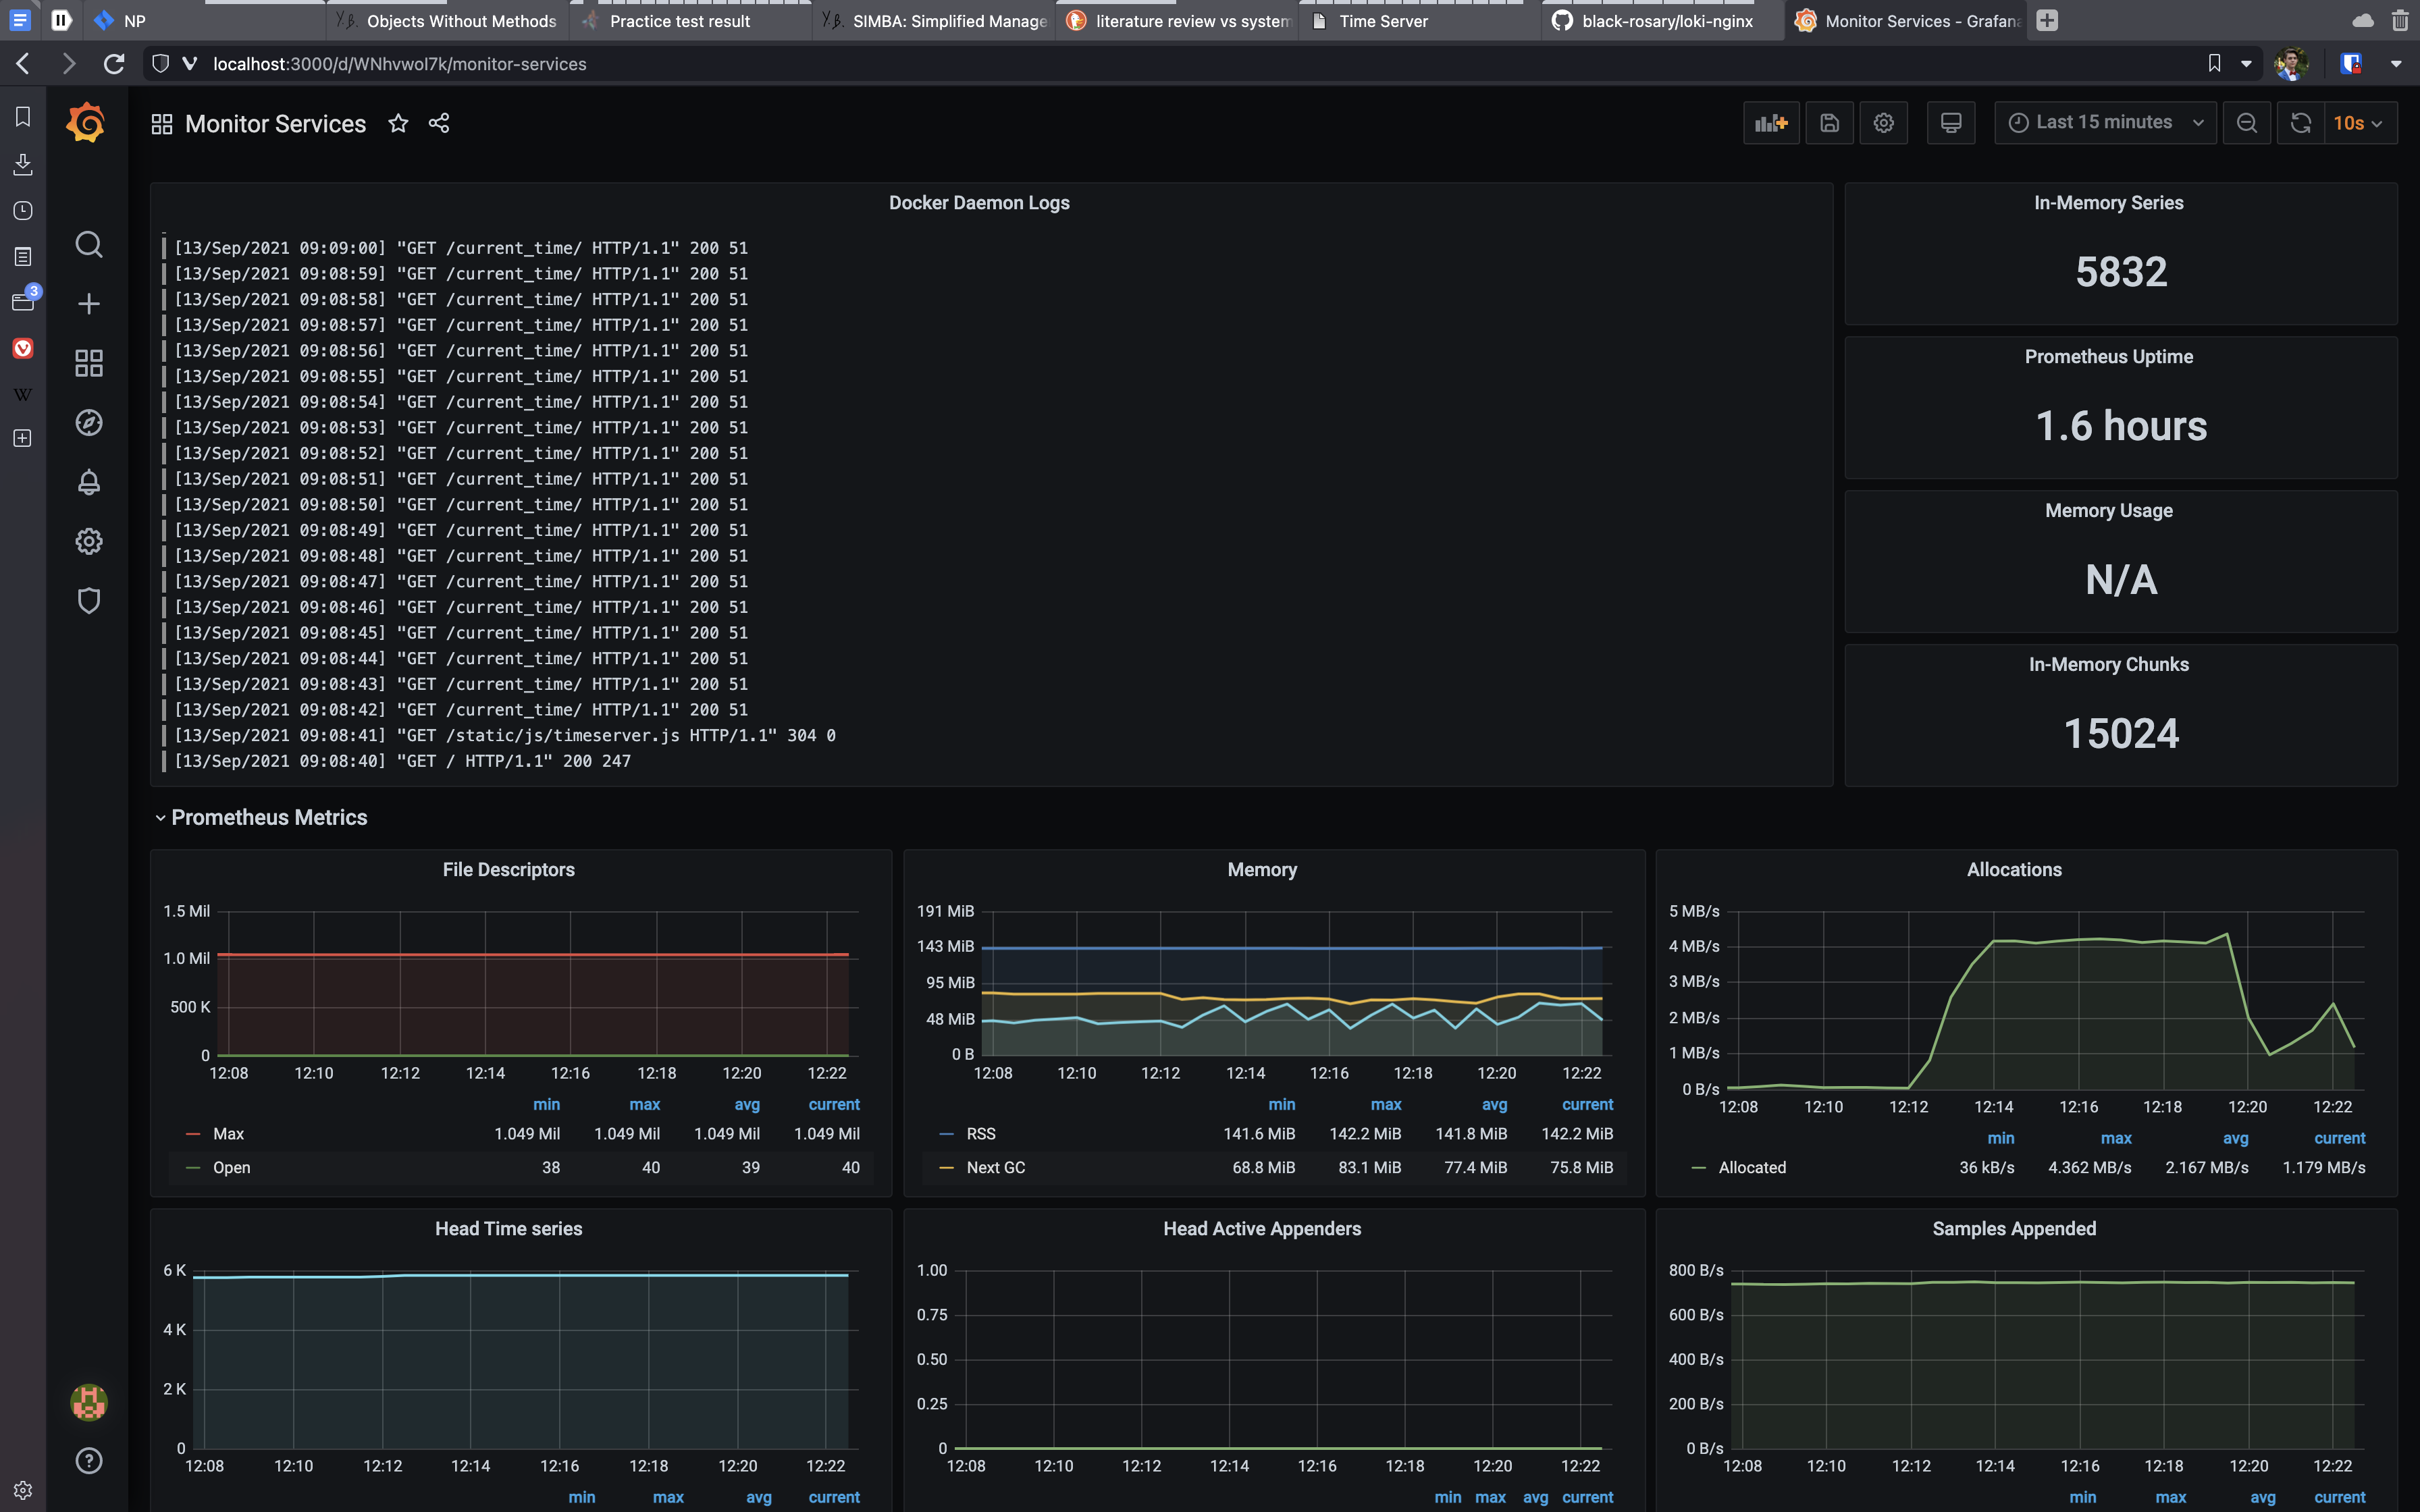 NP
Objects Without Methods
Practice test result
SIMBA: Simplified Manage
literature review vs system
Time Server
black-rosary/loki-nginx
Monitor Services - Grafana
localhost:3000/d/WNhvwol7k/monitor-services
Monitor Services
Last 15 minutes
10s
3
W
Docker Daemon Logs
[13/Sep/2021 09:09:00] "GET /current_time/ HTTP/1.1" 200 51
[13/Sep/2021 09:08:59] "GET /current_time/ HTTP/1.1" 200 51
[13/Sep/2021 09:08:58] "GET /current_time/ HTTP/1.1" 200 51
[13/Sep/2021 09:08:57] "GET /current_time/ HTTP/1.1" 200 51
[13/Sep/2021 09:08:56] "GET /current_time/ HTTP/1.1" 200 51
[13/Sep/2021 09:08:55] "GET /current_time/ HTTP/1.1" 200 51
[13/Sep/2021 09:08:54] "GET /current_time/ HTTP/1.1" 200 51
[13/Sep/2021 09:08:53] "GET /current_time/ HTTP/1.1" 200 51
[13/Sep/2021 09:08:52] "GET /current_time/ HTTP/1.1" 200 51
[13/Sep/2021 09:08:51] "GET /current_time/ HTTP/1.1" 200 51
[13/Sep/2021 09:08:50] "GET /current_time/ HTTP/1.1" 200 51
[13/Sep/2021 09:08:49] "GET /current_time/ HTTP/1.1" 200 51
[13/Sep/2021 09:08:48] "GET /current_time/ HTTP/1.1" 200 51
[13/Sep/2021 09:08:47] "GET /current_time/ HTTP/1.1" 200 51
[13/Sep/2021 09:08:46] "GET /current_time/ HTTP/1.1" 200 51
[13/Sep/2021 09:08:45] "GET /current_time/ HTTP/1.1" 200 51
[13/Sep/2021 09:08:44] "GET /current_time/ HTTP/1.1" 200 51
[13/Sep/2021 09:08:43] "GET /current_time/ HTTP/1.1" 200 51
[13/Sep/2021 09:08:42] "GET /current_time/ HTTP/1.1" 200 51
[13/Sep/2021 09:08:41] "GET /static/js/timeserver.js HTTP/1.1" 304 0
[13/Sep/2021 09:08:40] "GET / HTTP/1.1" 200 247
In-Memory Series
5832
Prometheus Uptime
1.6 hours
Memory Usage
N/A
In-Memory Chunks
15024
Prometheus Metrics
File Descriptors
1.5 Mil
1.0 Mil
500 K
0
12:08 12:10 12:12 12:14 12:16 12:18 12:20 12:22
min max avg current
Max 1.049 Mil 1.049 Mil 1.049 Mil 1.049 Mil
Open 38 40 39 40
Memory
191 MiB
143 MiB
95 MiB
48 MiB
0 B
12:08 12:10 12:12 12:14 12:16 12:18 12:20 12:22
min max avg current
RSS 141.6 MiB 142.2 MiB 141.8 MiB 142.2 MiB
Next GC 68.8 MiB 83.1 MiB 77.4 MiB 75.8 MiB
Allocations
5 MB/s
4 MB/s
3 MB/s
2 MB/s
1 MB/s
0 B/s
12:08 12:10 12:12 12:14 12:16 12:18 12:20 12:22
min max avg current
Allocated 36 kB/s 4.362 MB/s 2.167 MB/s 1.179 MB/s
Head Time series
6 K
4 K
2 K
0
12:08 12:10 12:12 12:14 12:16 12:18 12:20 12:22
min max avg current
Head Active Appenders
1.00
0.75
0.50
0.25
0
12:08 12:10 12:12 12:14 12:16 12:18 12:20 12:22
min max avg current
Samples Appended
800 B/s
600 B/s
400 B/s
200 B/s
0 B/s
12:08 12:10 12:12 12:14 12:16 12:18 12:20 12:22
min max avg current